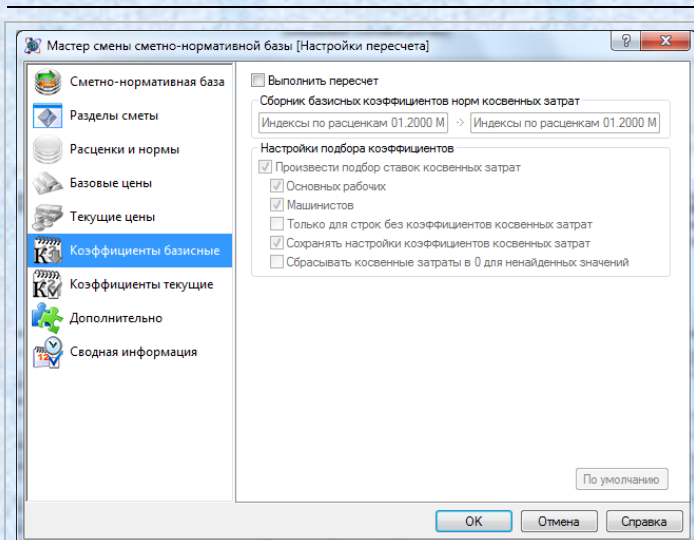 Мастер смены сметно-нормативной базы [Настройки пересчета]
Сметно-нормативная база
Разделы сметы
Расценки и нормы
Базовые цены
Текущие цены
Коэффициенты базисные
Коэффициенты текущие
Дополнительно
Сводная информация
Выполнить пересчет
Сборник базисных коэффициентов норм косвенных затрат
Индексы по расценкам 01.2000 М -> Индексы по расценкам 01.2000 М
Настройки подбора коэффициентов
Произвести подбор ставок косвенных затрат
Основных рабочих
Машинистов
Только для строк без коэффициентов косвенных затрат
Сохранять настройки коэффициентов косвенных затрат
Сбрасывать косвенные затраты в 0 для ненайденных значений
По умолчанию
OK Отмена Справка